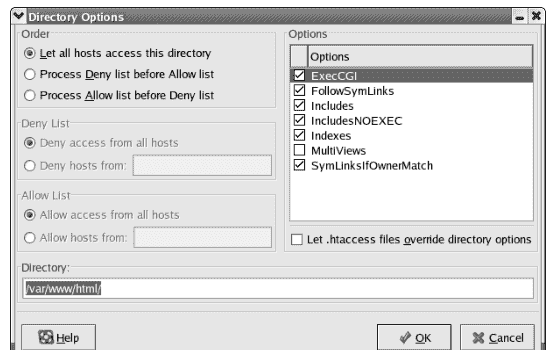 Directory Options
Order
Let all hosts access this directory
Process Deny list before Allow list
Process Allow list before Deny list
Deny List
Deny access from all hosts
Deny hosts from:
Allow List
Allow access from all hosts
Allow hosts from:
Options
Options
ExecCGI
FollowSymLinks
Includes
IncludesNOEXEC
Indexes
MultiViews
SymLinksIfOwnerMatch
Let .htaccess files override directory options
Directory:
/var/www/html/
Help
OK
Cancel